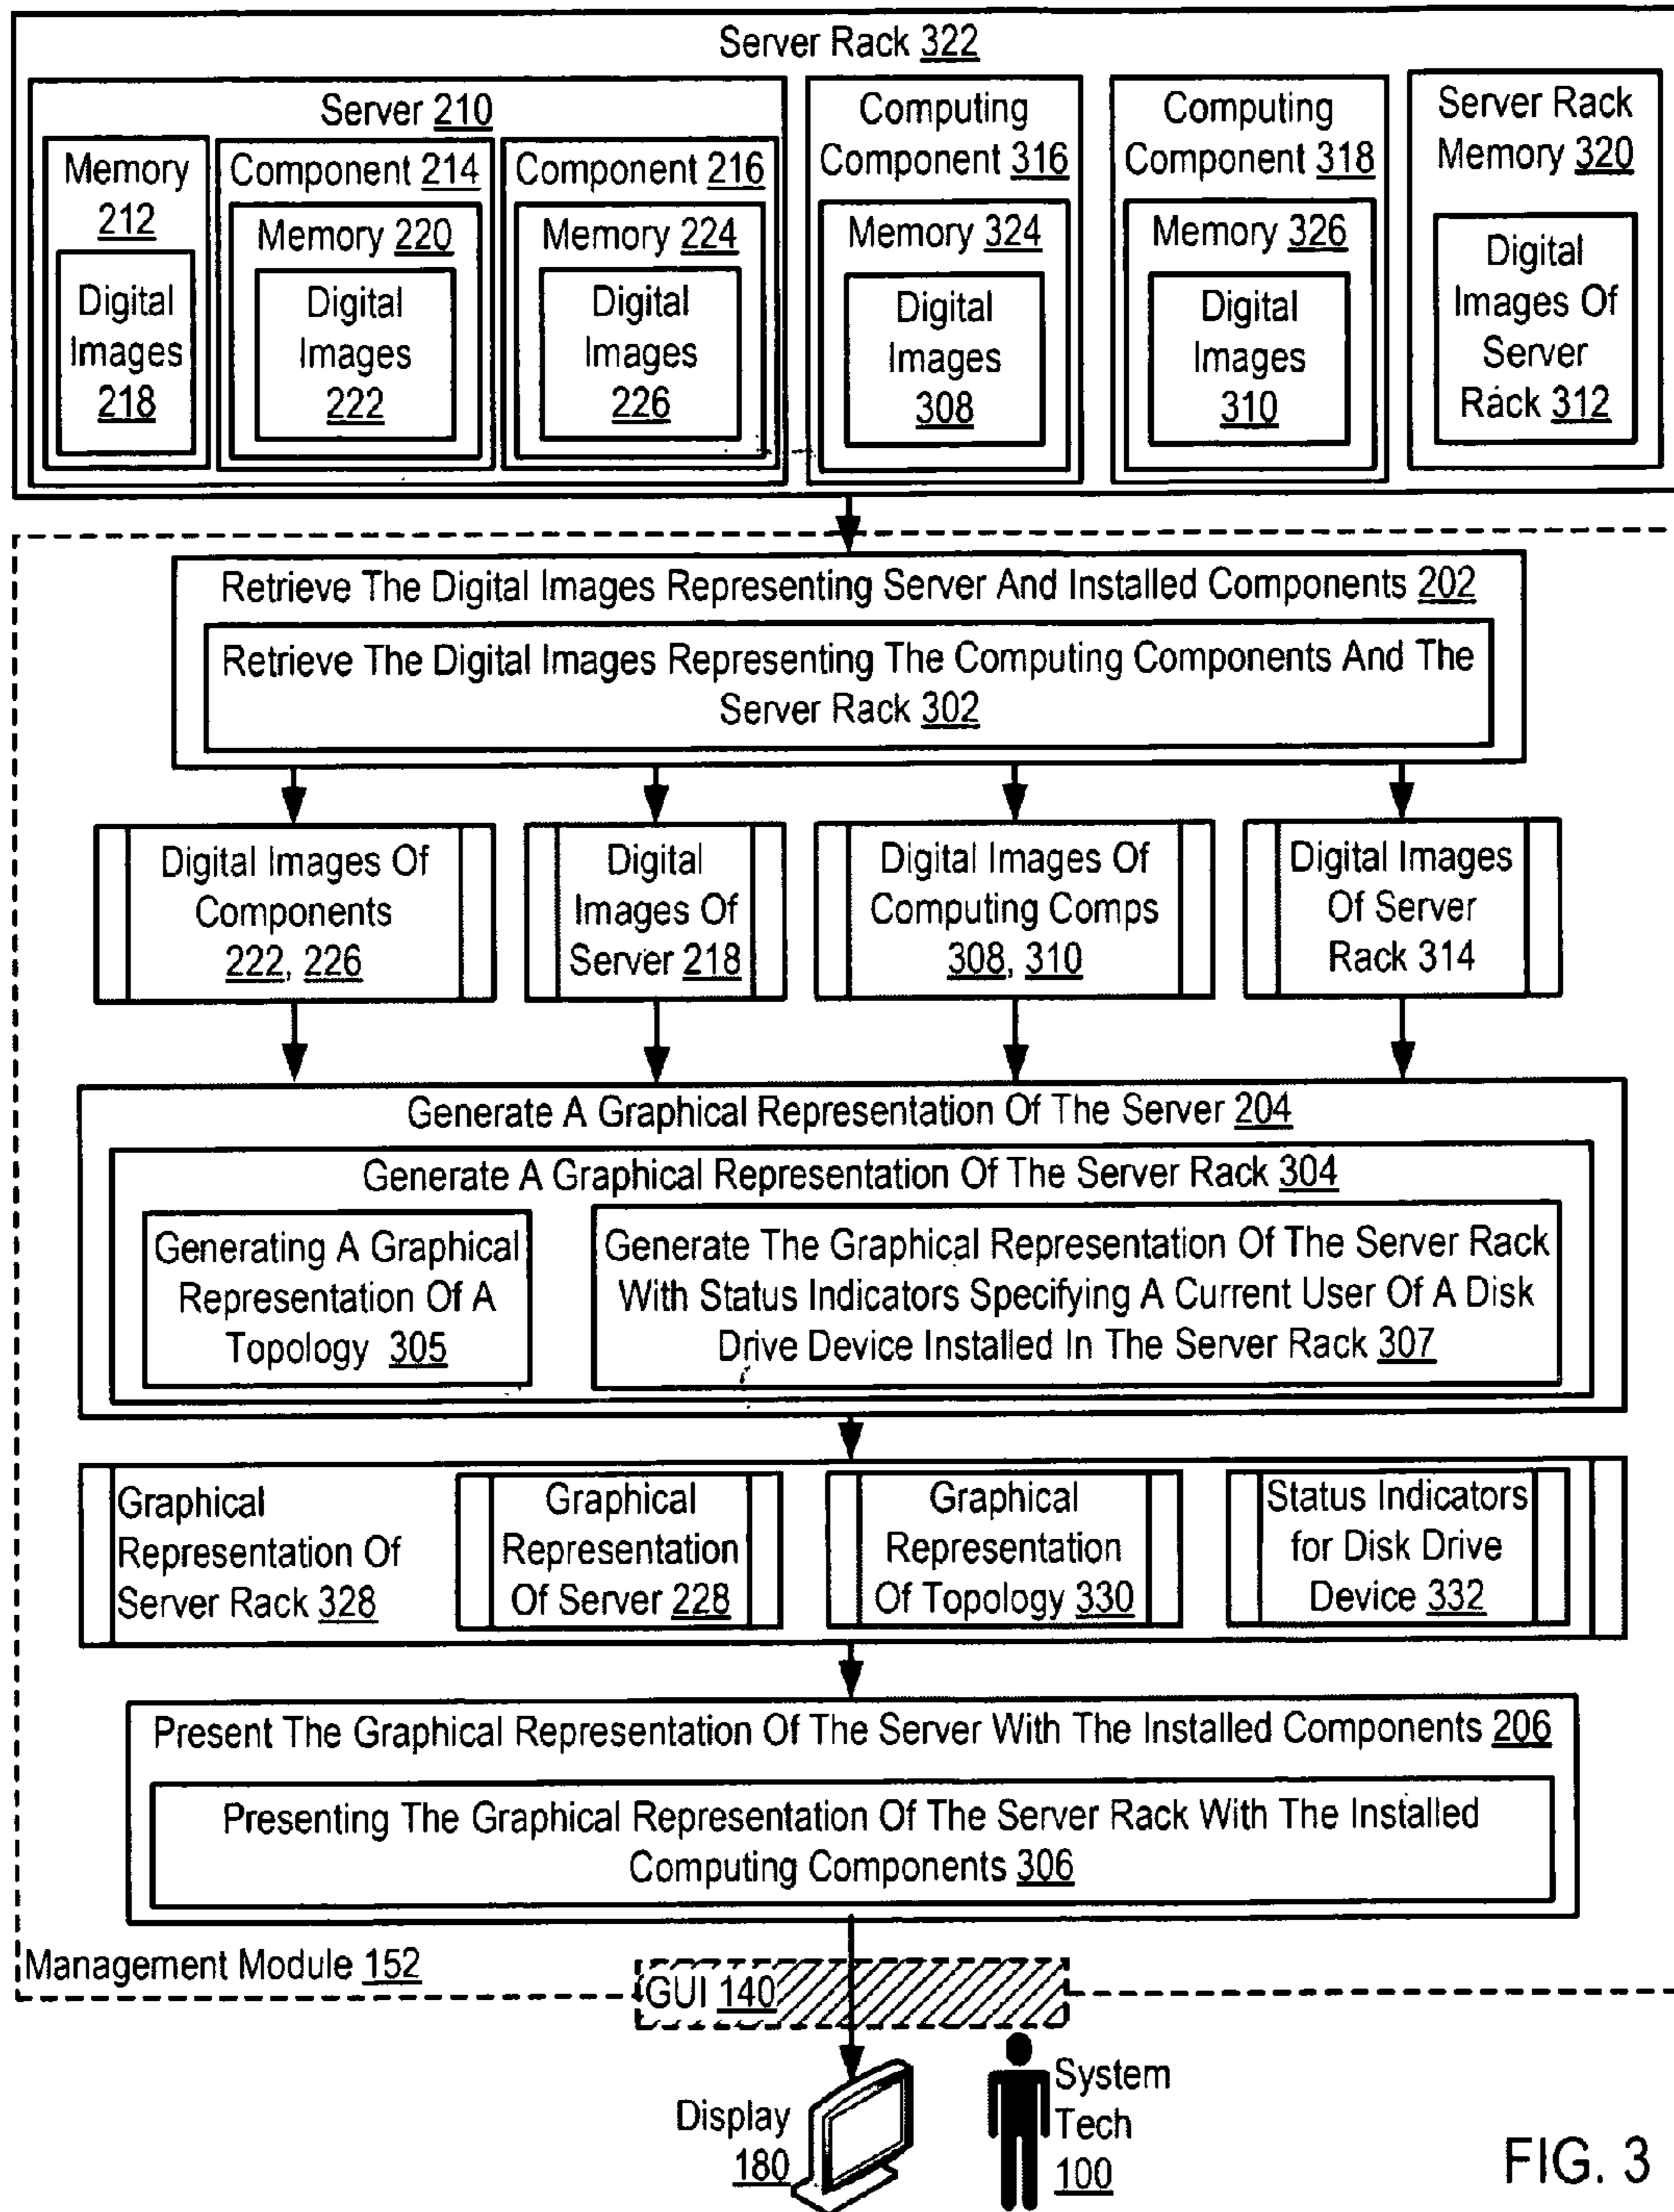 Server Rack 322
Server 210
Memory
212
Digital
Images
218
Component 214
Memory 220
Digital
Images
222
Component 216
Memory 224
Digital
Images
226
Computing
Component 316
Memory 324
Digital
Images
308
Computing
Component 318
Memory 326
Digital
Images
310
Server Rack
Memory 320
Digital
Images Of
Server
Rack 312
Retrieve The Digital Images Representing Server And Installed Components 202
Retrieve The Digital Images Representing The Computing Components And The
Server Rack 302
Digital Images Of
Components
222, 226
Digital
Images Of
Server 218
Digital Images Of
Computing Comps
308, 310
Digital Images
Of Server
Rack 314
Generate A Graphical Representation Of The Server 204
Generate A Graphical Representation Of The Server Rack 304
Generating A Graphical
Representation Of A
Topology 305
Generate The Graphical Representation Of The Server Rack
With Status Indicators Specifying A Current User Of A Disk
Drive Device Installed In The Server Rack 307
Graphical
Representation Of
Server Rack 328
Graphical
Representation
Of Server 228
Graphical
Representation
Of Topology 330
Status Indicators
for Disk Drive
Device 332
Present The Graphical Representation Of The Server With The Installed Components 206
Presenting The Graphical Representation Of The Server Rack With The Installed
Computing Components 306
Management Module 152
GUI 140
Display
180
System
Tech
100
FIG. 3